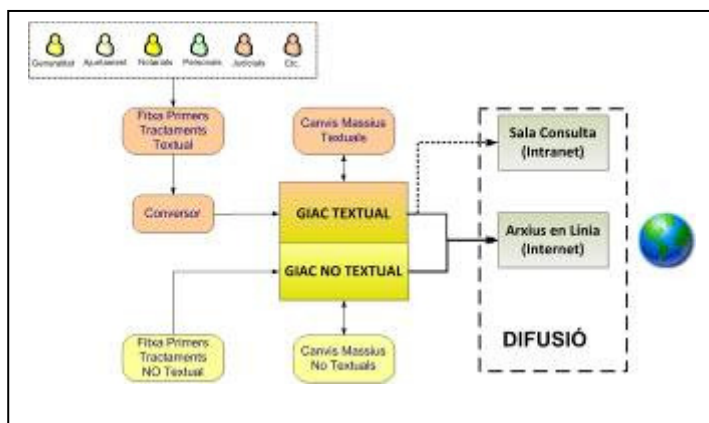 Generalitat Ajuntament Notarials Personals Judicials Etc.
Fitxa Primers
Tractaments
Textual
Canvis Massius
Textuals
Sala Consulta
(Intranet)
Conversor
GIAC TEXTUAL
Arxius en Línia
(Internet)
GIAC NO TEXTUAL
Fitxa Primers
Tractaments
NO Textual
Canvis Massius
No Textuals
DIFUSIÓ